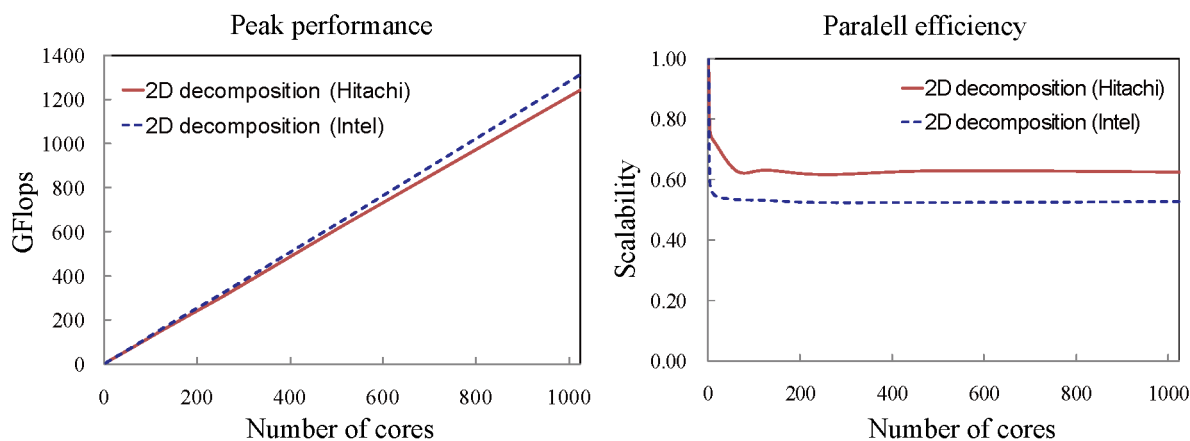 Peak performance
1400
1200
1000
800
600
400
200
0
GFlops
2D decomposition (Hitachi)
2D decomposition (Intel)
0
200
400
600
800
1000
Number of cores
Paralell efficiency
1.00
0.80
0.60
0.40
0.20
0.00
Scalability
2D decomposition (Hitachi)
2D decomposition (Intel)
0
200
400
600
800
1000
Number of cores